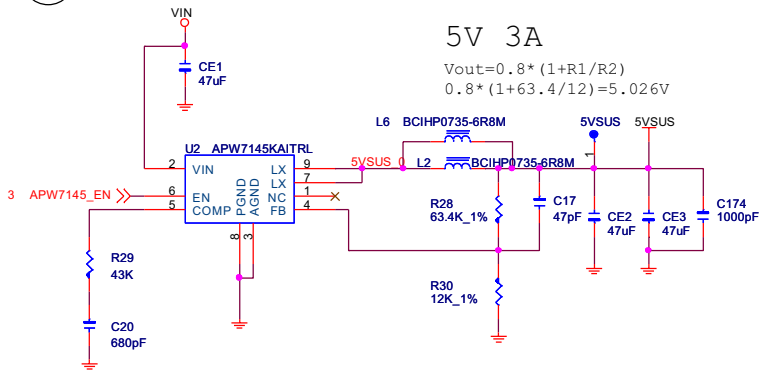 VIN
5V 3A
CE1
47uF
Vout=0.8*(1+R1/R2)
0.8*(1+63.4/12)=5.026V
L6 BCIHP0735-6R8M
5VSUS
5VSUS
U2 APW7145KAITRL
5VSUS_0
L2
BCIHP0735-6R8M
1
2
VIN
LX
9
LX
7
3 APW7145_EN
6
EN
NC
1
5
COMP
FB
4
PGND
AGND
8
3
R28
63.4K_1%
C17
47pF
CE2
47uF
CE3
47uF
C174
1000pF
R29
43K
R30
12K_1%
C20
680pF